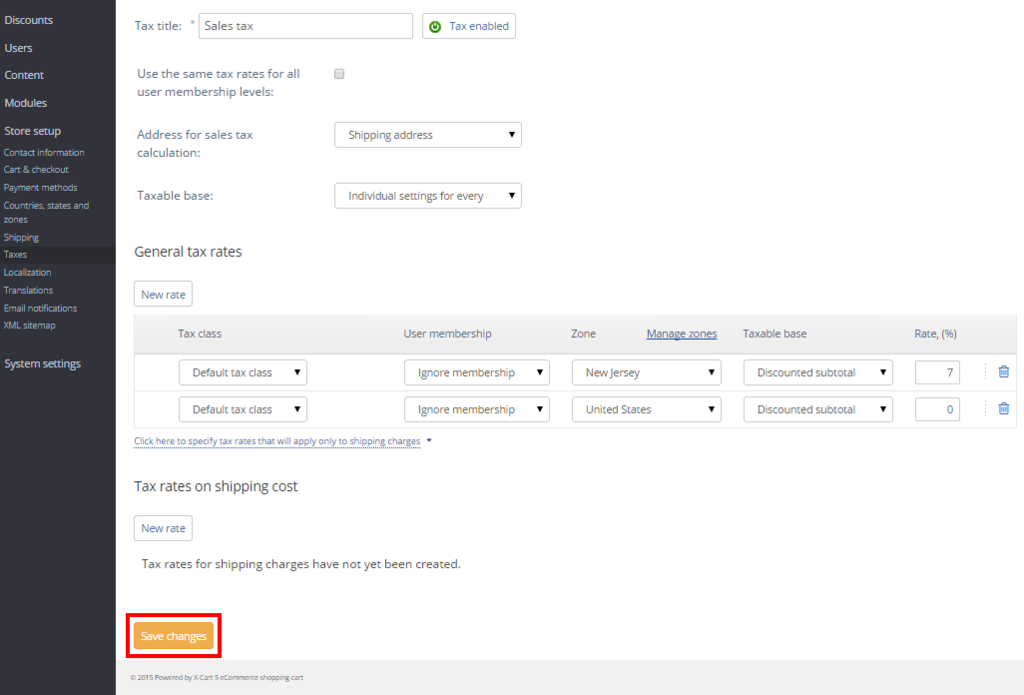 Discounts
Users
Content
Modules
Store setup
Contact information
Cart & checkout
Payment methods
Countries, states and
zones
Shipping
Taxes
Localization
Translations
Email notifications
XML sitemap
System settings
Tax title: * Sales tax Tax enabled
Use the same tax rates for all
user membership levels:
Address for sales tax
calculation:
Shipping address
Taxable base: Individual settings for every
General tax rates
New rate
Tax class User membership Zone Manage zones Taxable base Rate, (%)
Default tax class Ignore membership New Jersey Discounted subtotal 7
Default tax class Ignore membership United States Discounted subtotal 0
Click here to specify tax rates that will apply only to shipping charges
Tax rates on shipping cost
New rate
Tax rates for shipping charges have not yet been created.
Save changes
© 2015 Powered by X-Cart 5 eCommerce shopping cart